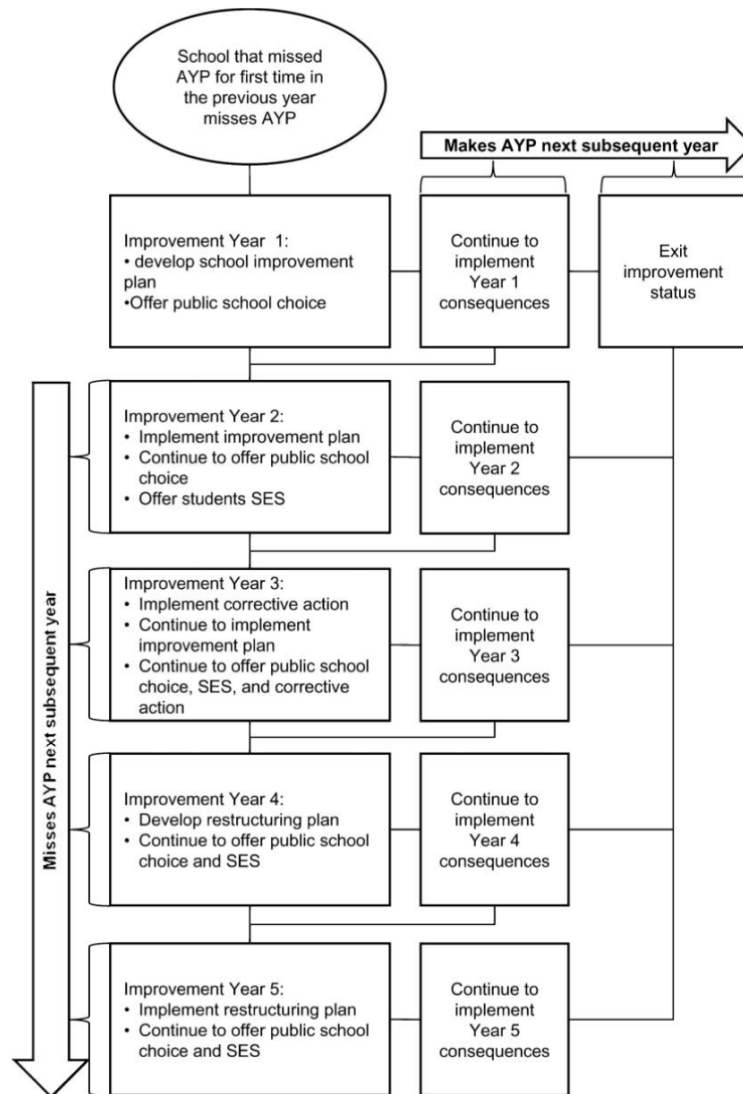 School that missed
AYP for first time in
the previous year
misses AYP
Makes AYP next subsequent year
Improvement Year 1:
• develop school improvement
plan
•Offer public school choice
Continue to
implement
Year 1
consequences
Exit
improvement
status
Misses AYP next subsequent year
Improvement Year 2:
• Implement improvement plan
• Continue to offer public school
choice
• Offer students SES
Continue to
implement
Year 2
consequences
Improvement Year 3:
• Implement corrective action
• Continue to implement
improvement plan
• Continue to offer public school
choice, SES, and corrective
action
Continue to
implement
Year 3
consequences
Improvement Year 4:
• Develop restructuring plan
• Continue to offer public school
choice and SES
Continue to
implement
Year 4
consequences
Improvement Year 5:
• Implement restructuring plan
• Continue to offer public school
choice and SES
Continue to
implement
Year 5
consequences